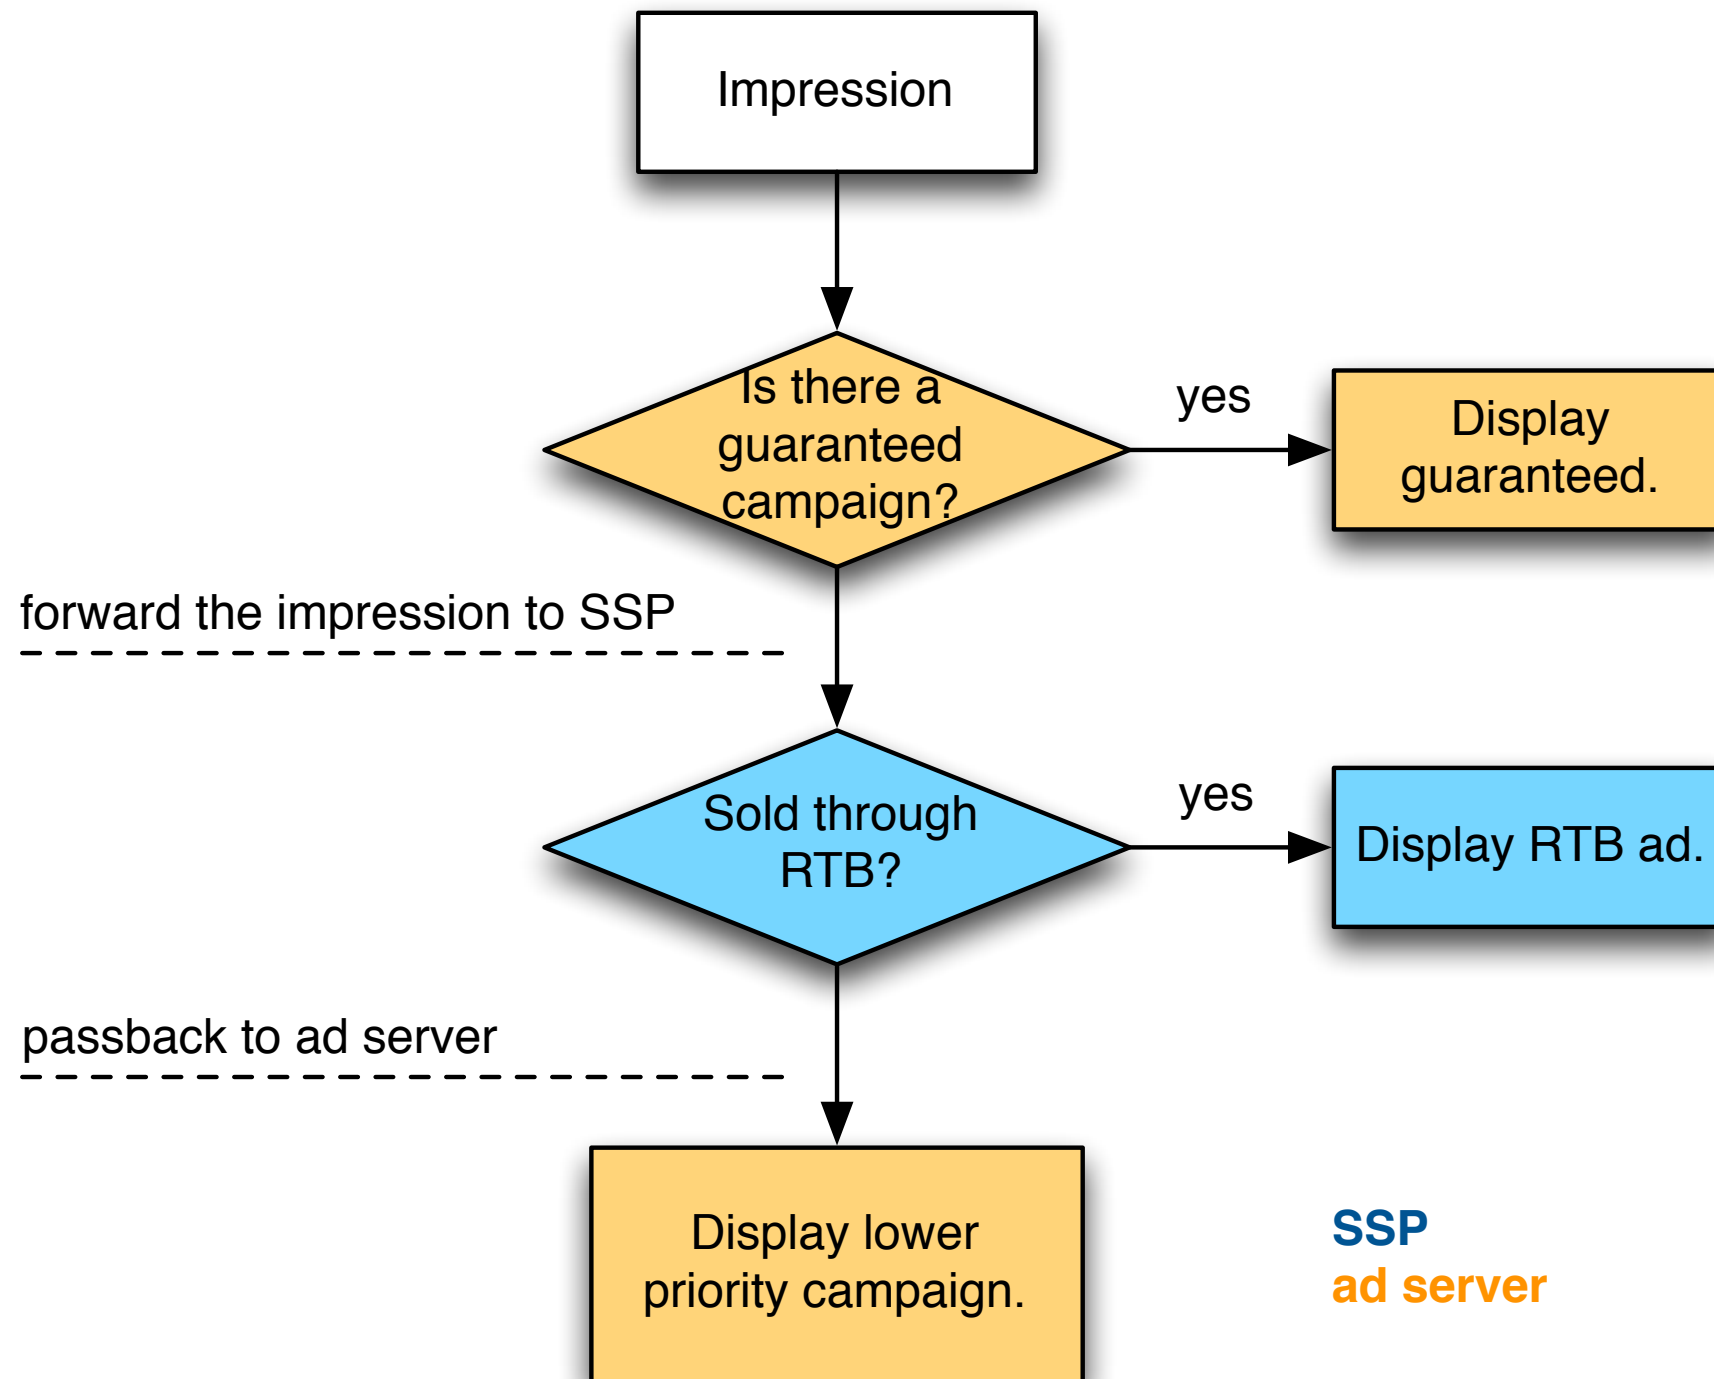 Impression
Is there a
guaranteed
campaign?
yes
Display
guaranteed.
forward the impression to SSP
Sold through
RTB?
yes
Display RTB ad.
passback to ad server
Display lower
priority campaign.
SSP
ad server